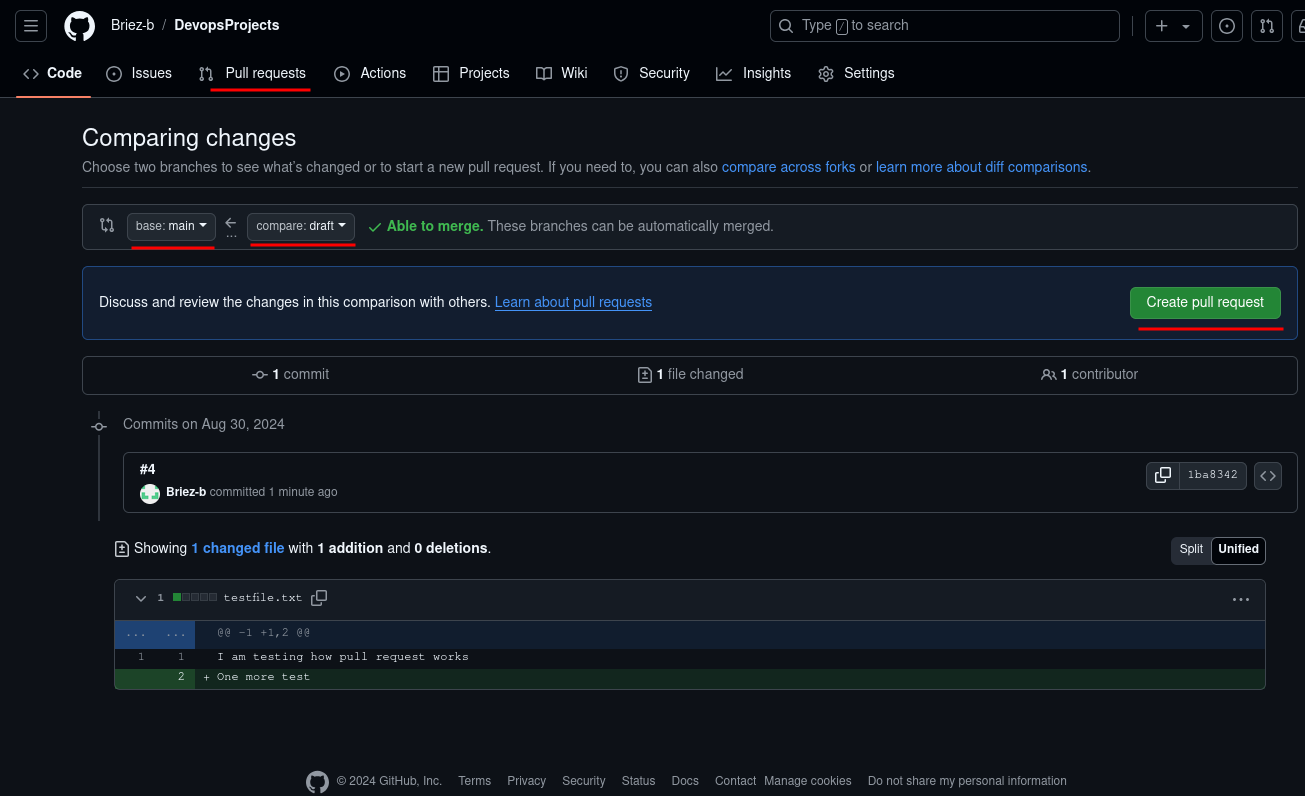 Briez-b / DevopsProjects
Type / to search
Code Issues Pull requests Actions Projects Wiki Security Insights Settings
Comparing changes
Choose two branches to see what's changed or to start a new pull request. If you need to, you can also compare across forks or learn more about diff comparisons.
base: main ... compare: draft Able to merge. These branches can be automatically merged.
Discuss and review the changes in this comparison with others. Learn about pull requests
Create pull request
1 commit 1 file changed 1 contributor
Commits on Aug 30, 2024
#4
Briez-b committed 1 minute ago
1ba8342
Showing 1 changed file with 1 addition and 0 deletions.
Split Unified
1 testfile.txt
... ... @@ -1 +1,2 @@
1 1 I am testing how pull request works
2 + One more test
© 2024 GitHub, Inc. Terms Privacy Security Status Docs Contact Manage cookies Do not share my personal information